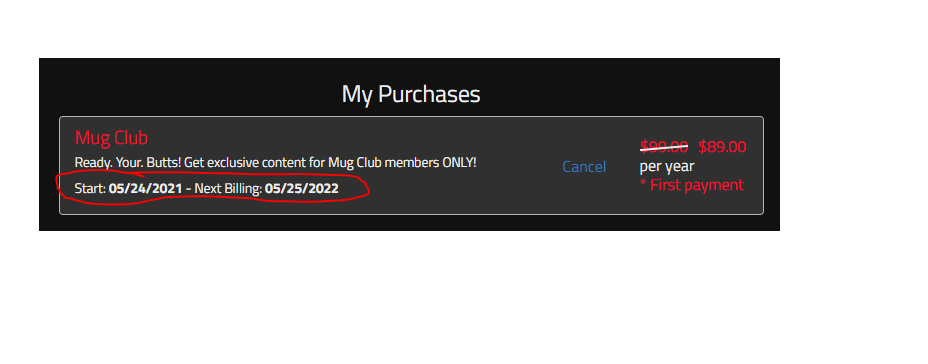 My Purchases
Mug Club
Ready. Your. Butts! Get exclusive content for Mug Club members ONLY!
Start: 05/24/2021 - Next Billing: 05/25/2022
Cancel
$99.00 $89.00
per year
* First payment